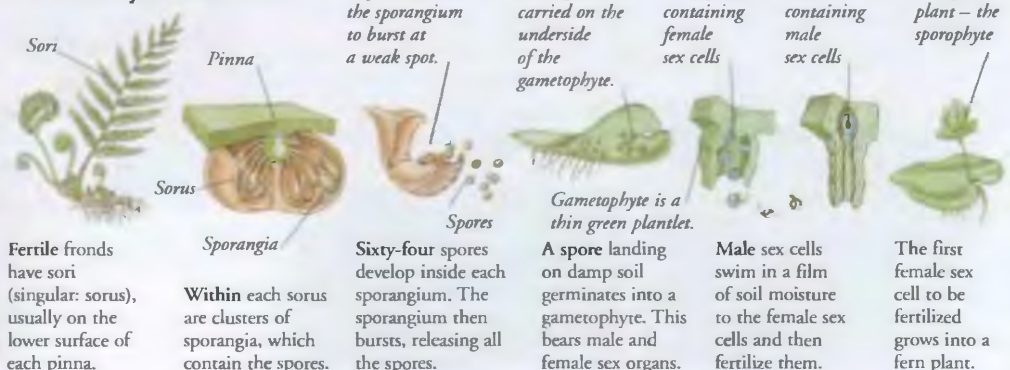 the sporangium
to burst at
a weak spot.
carried on the
underside
of the
gametophyte.
containing
female
sex cells
containing
male
sex cells
plant – the
sporophyte
Sori
Pinna
Sorus
Sporangia
Spores
Gametophyte is a
thin green plantlet.
Fertile fronds
have sori
(singular: sorus),
usually on the
lower surface of
each pinna.
Within each sorus
are clusters of
sporangia, which
contain the spores.
Sixty-four spores
develop inside each
sporangium. The
sporangium then
bursts, releasing all
the spores.
A spore landing
on damp soil
germinates into a
gametophyte. This
bears male and
female sex organs.
Male sex cells
swim in a film
of soil moisture
to the female sex
cells and then
fertilize them.
The first
female sex
cell to be
fertilized
grows into a
fern plant.